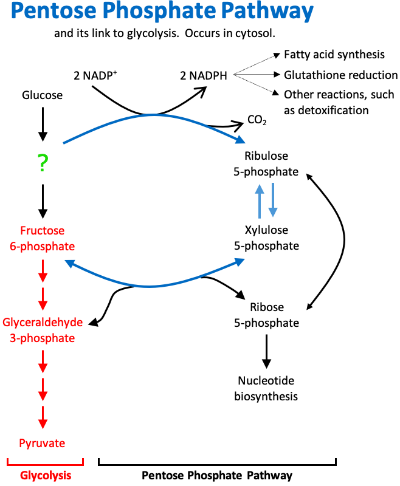 Pentose Phosphate Pathway
and its link to glycolysis.  Occurs in cytosol.
Fatty acid synthesis
2 NADP⁺
2 NADPH
Glutathione reduction
Glucose
Other reactions, such
as detoxification
CO₂
?
Ribulose
5-phosphate
Fructose
6-phosphate
Xylulose
5-phosphate
Glyceraldehyde
3-phosphate
Ribose
5-phosphate
Nucleotide
biosynthesis
Pyruvate
Glycolysis
Pentose Phosphate Pathway